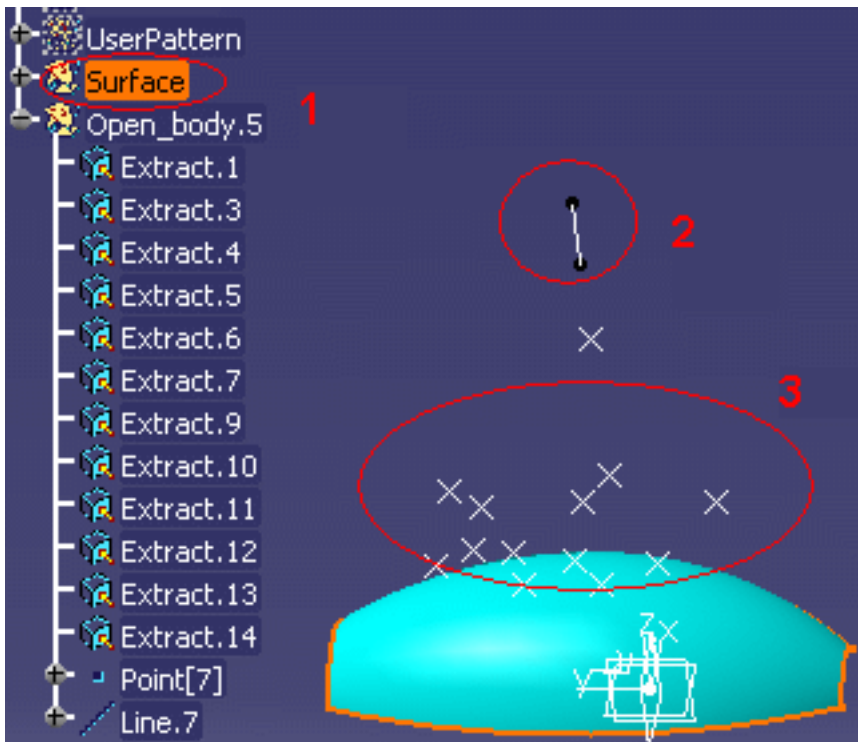 UserPattern
Surface
1
Open_body.5
Extract.1
Extract.3
2
Extract.4
Extract.5
Extract.6
Extract.7
3
Extract.9
Extract.10
Extract.11
Extract.12
Extract.13
Extract.14
z
y
Point[7]
Line.7